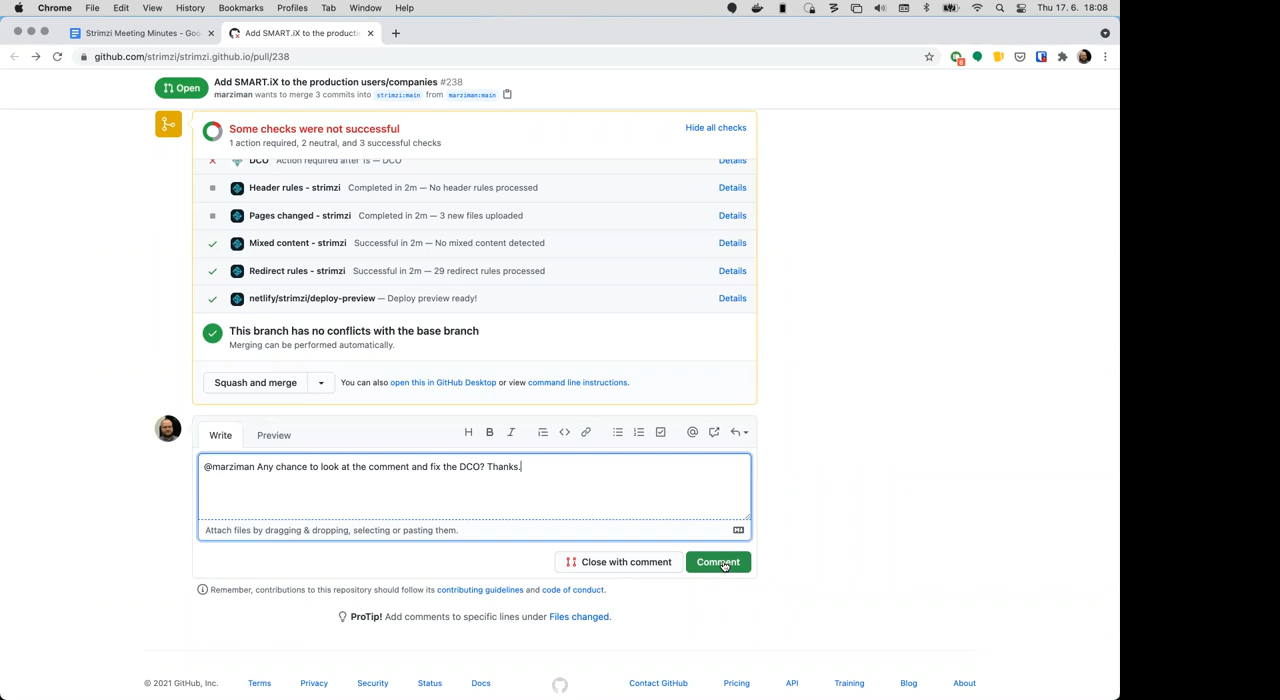 Chrome File Edit View History Bookmarks Profiles Tab Window Help Thu 17. 6. 18:08
Strimzi Meeting Minutes - Goo
Add SMART.iX to the producti
github.com/strimzi/strimzi.github.io/pull/238
6
Open
Add SMART.iX to the production users/companies #238
marziman wants to merge 3 commits into strimzi:main from marziman:main
Some checks were not successful
1 action required, 2 neutral, and 3 successful checks
Hide all checks
DCO Action required after 1s — DCO Details
Header rules - strimzi Completed in 2m — No header rules processed Details
Pages changed - strimzi Completed in 2m — 3 new files uploaded Details
Mixed content - strimzi Successful in 2m — No mixed content detected Details
Redirect rules - strimzi Successful in 2m — 29 redirect rules processed Details
netlify/strimzi/deploy-preview — Deploy preview ready! Details
This branch has no conflicts with the base branch
Merging can be performed automatically.
Squash and merge You can also open this in GitHub Desktop or view command line instructions.
Write Preview
@marziman Any chance to look at the comment and fix the DCO? Thanks.
Attach files by dragging & dropping, selecting or pasting them.
Close with comment Comment
Remember, contributions to this repository should follow its contributing guidelines and code of conduct.
ProTip! Add comments to specific lines under Files changed.
© 2021 GitHub, Inc. Terms Privacy Security Status Docs Contact GitHub Pricing API Training Blog About